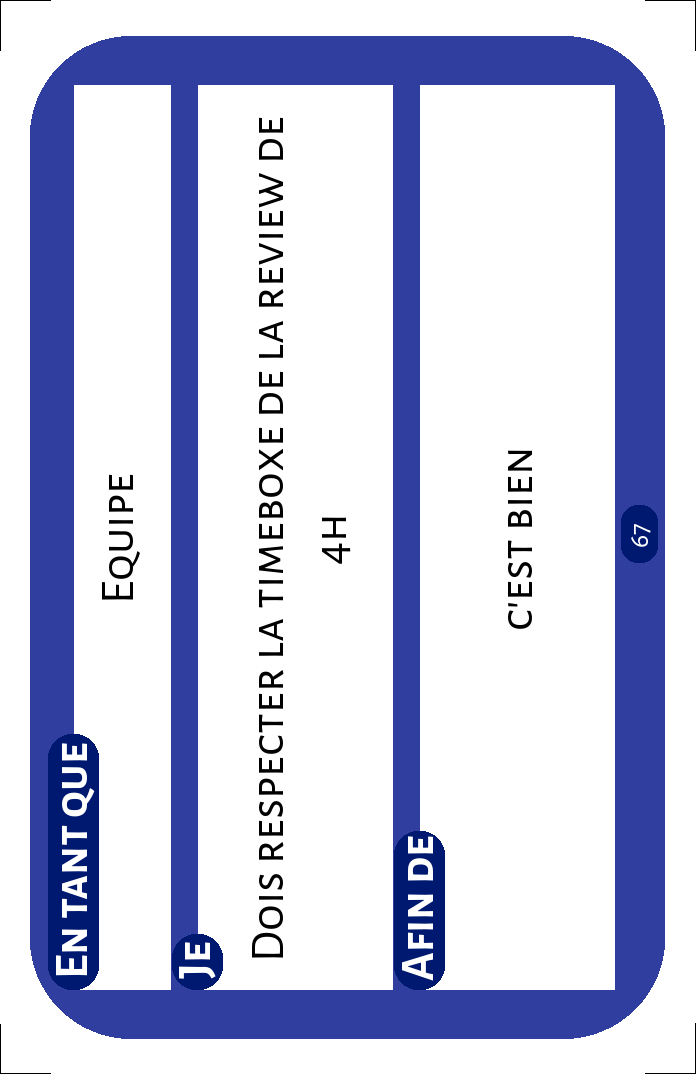 EN TANT QUE
EQUIPE
JE
DOIS RESPECTER LA TIMEBOXE DE LA REVIEW DE
4H
AFIN DE
C'EST BIEN
67